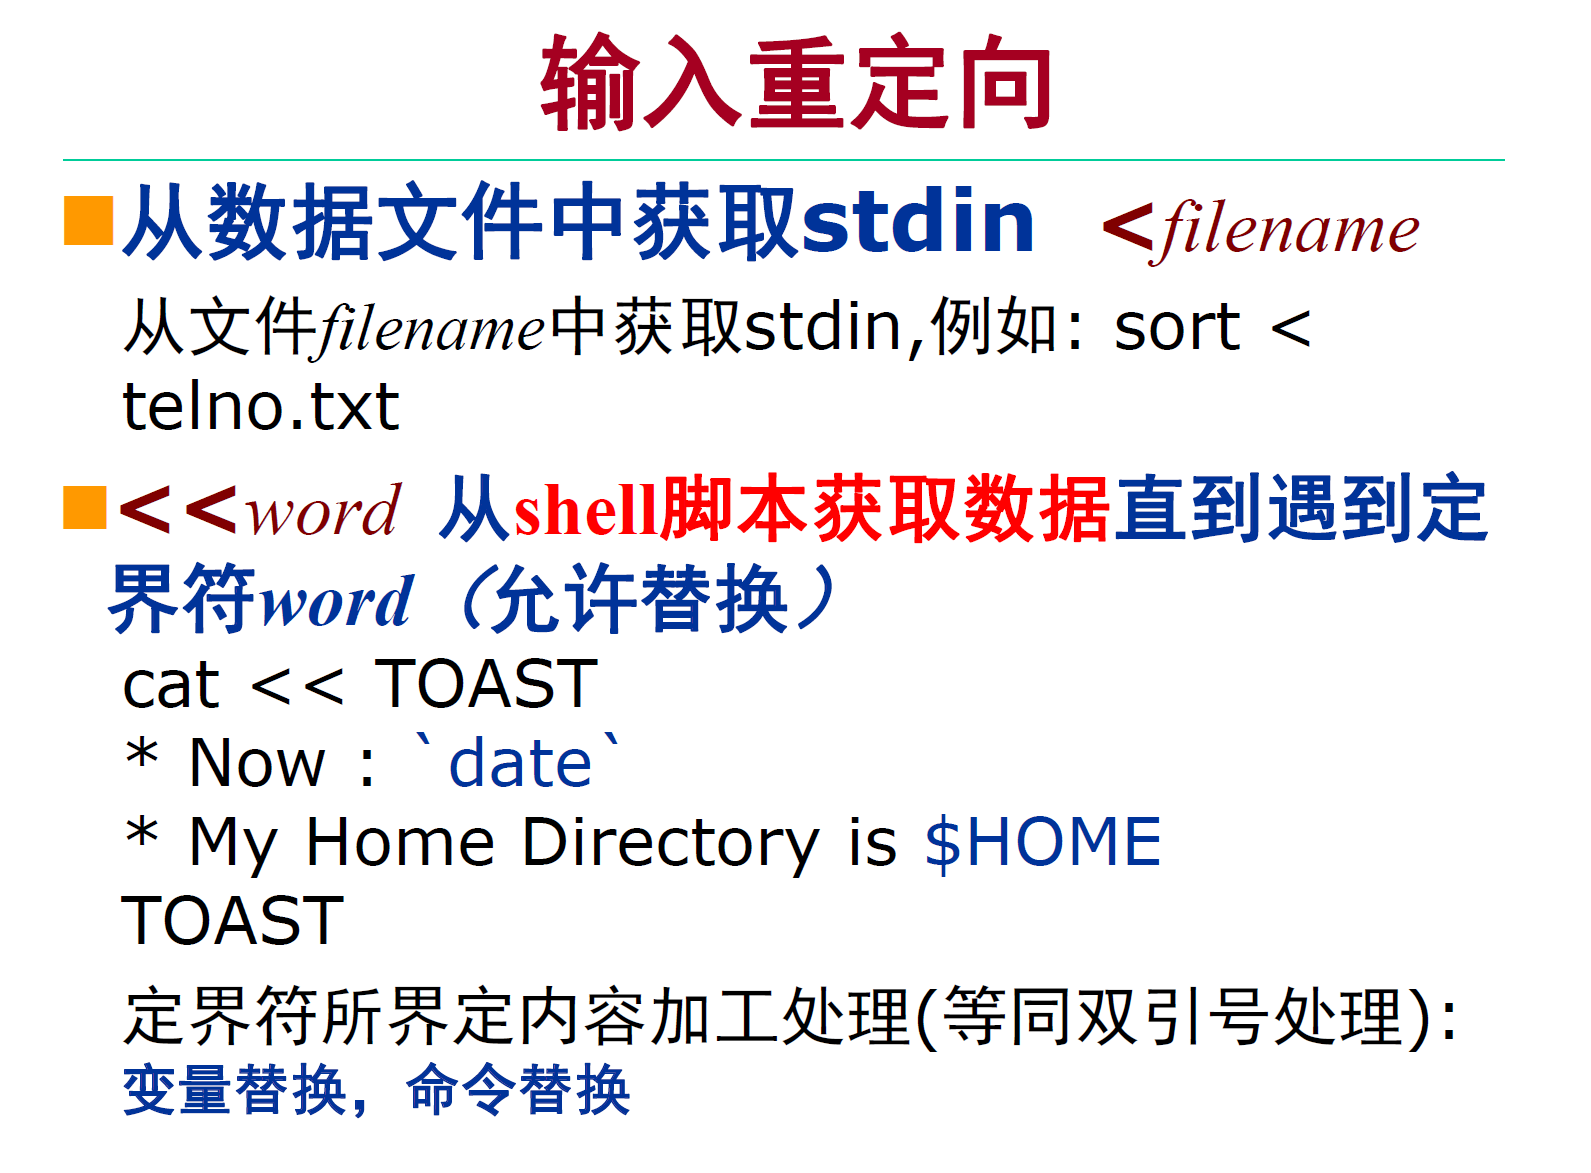 输入重定向
从数据文件中获取stdin <filename
从文件filename中获取stdin,例如: sort <
telno.txt
<<word 从shell脚本获取数据直到遇到定
界符word（允许替换）
cat << TOAST
* Now : `date`
* My Home Directory is $HOME
TOAST
定界符所界定内容加工处理(等同双引号处理):
变量替换，命令替换